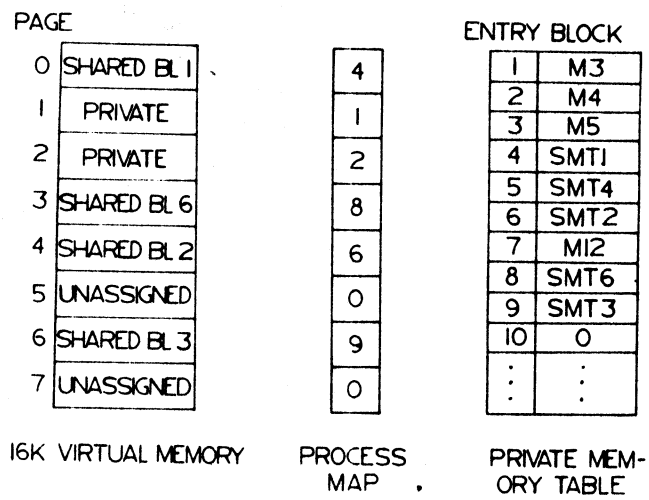 PAGE
0 SHARED BL 1
1 PRIVATE
2 PRIVATE
3 SHARED BL 6
4 SHARED BL 2
5 UNASSIGNED
6 SHARED BL 3
7 UNASSIGNED
16K VIRTUAL MEMORY
4
1
2
8
6
0
9
0
PROCESS
MAP .
ENTRY BLOCK
1 M3
2 M4
3 M5
4 SMT1
5 SMT4
6 SMT2
7 M12
8 SMT6
9 SMT3
10 0
. .
. .
. .
PRIVATE MEM-
ORY TABLE